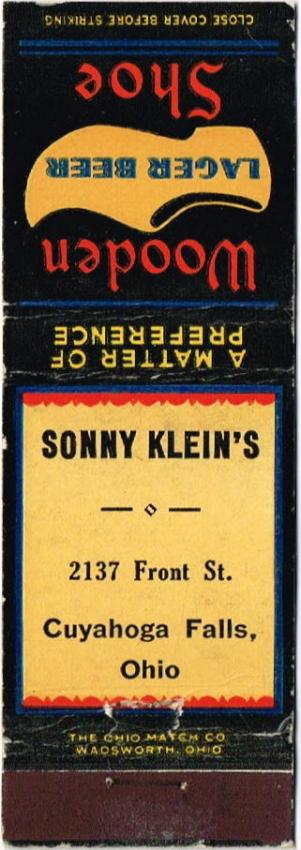 CLOSE COVER BEFORE STRIKING
Wooden
LAGER BEER
Shoe
A MATTER OF
PREFERENCE
SONNY KLEIN'S
2137 Front St.
Cuyahoga Falls,
Ohio
THE OHIO MATCH CO
WADSWORTH, OHIO